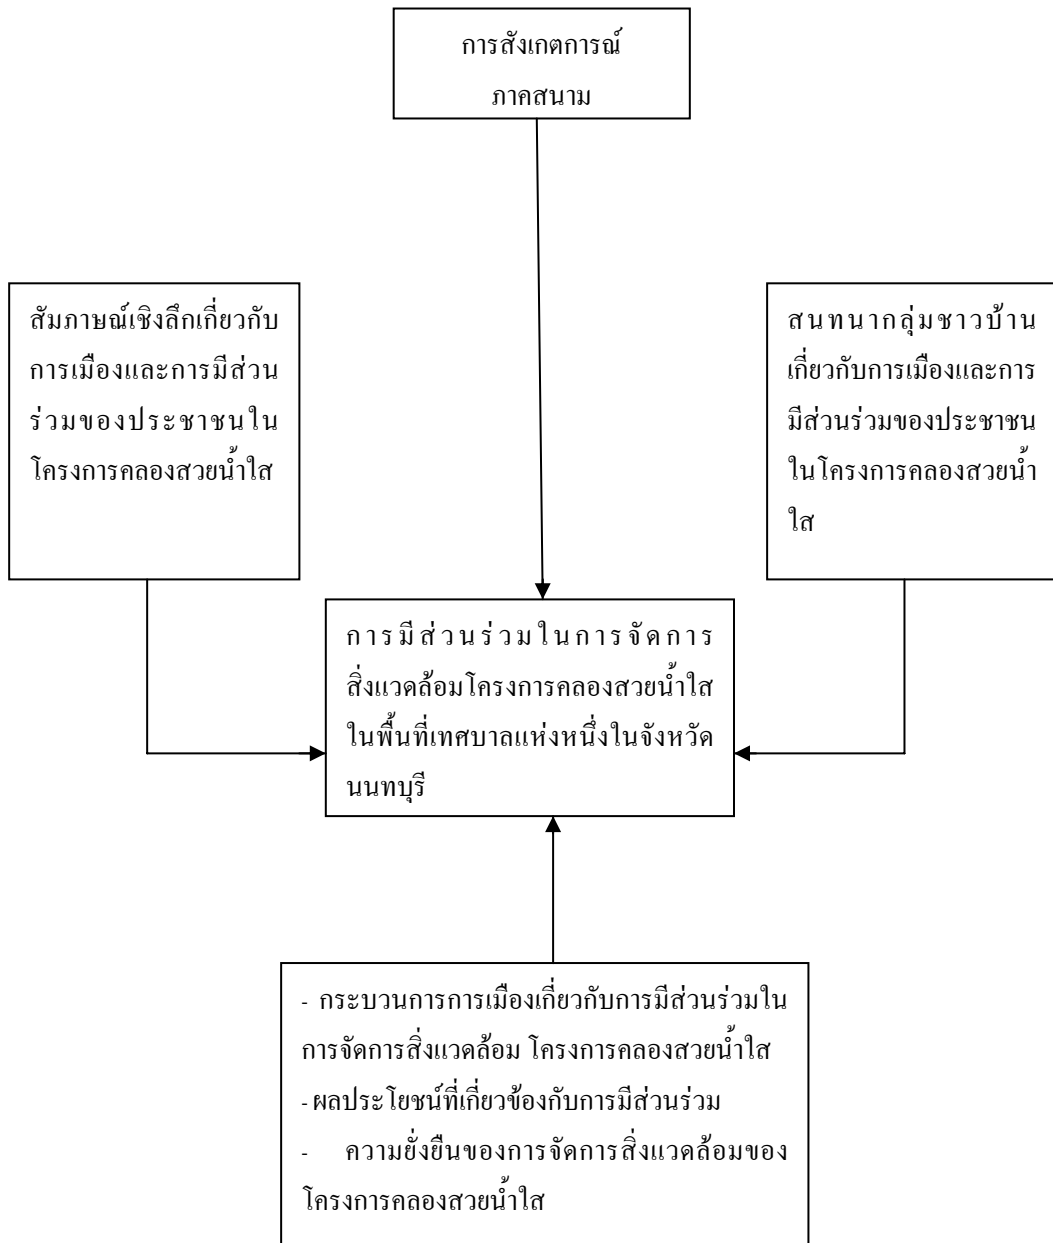 การสังเกตการณ์
ภาคสนาม
สัมภาษณ์เชิงลึกเกี่ยวกับ
การเมืองและการมีส่วน
ร่วมของประชาชนใน
โครงการคลองสวยน้ำใส
สนทนากลุ่มชาวบ้าน
เกี่ยวกับการเมืองและการ
มีส่วนร่วมของประชาชน
ในโครงการคลองสวยน้ำ
ใส
การมีส่วนร่วมในการจัดการ
สิ่งแวดล้อมโครงการคลองสวยน้ำใส
ในพื้นที่เทศบาลแห่งหนึ่งในจังหวัด
นนทบุรี
- กระบวนการการเมืองเกี่ยวกับการมีส่วนร่วมใน
การจัดการสิ่งแวดล้อม โครงการคลองสวยน้ำใส
- ผลประโยชน์ที่เกี่ยวข้องกับการมีส่วนร่วม
- ความยั่งยืนของการจัดการสิ่งแวดล้อมของ
โครงการคลองสวยน้ำใส